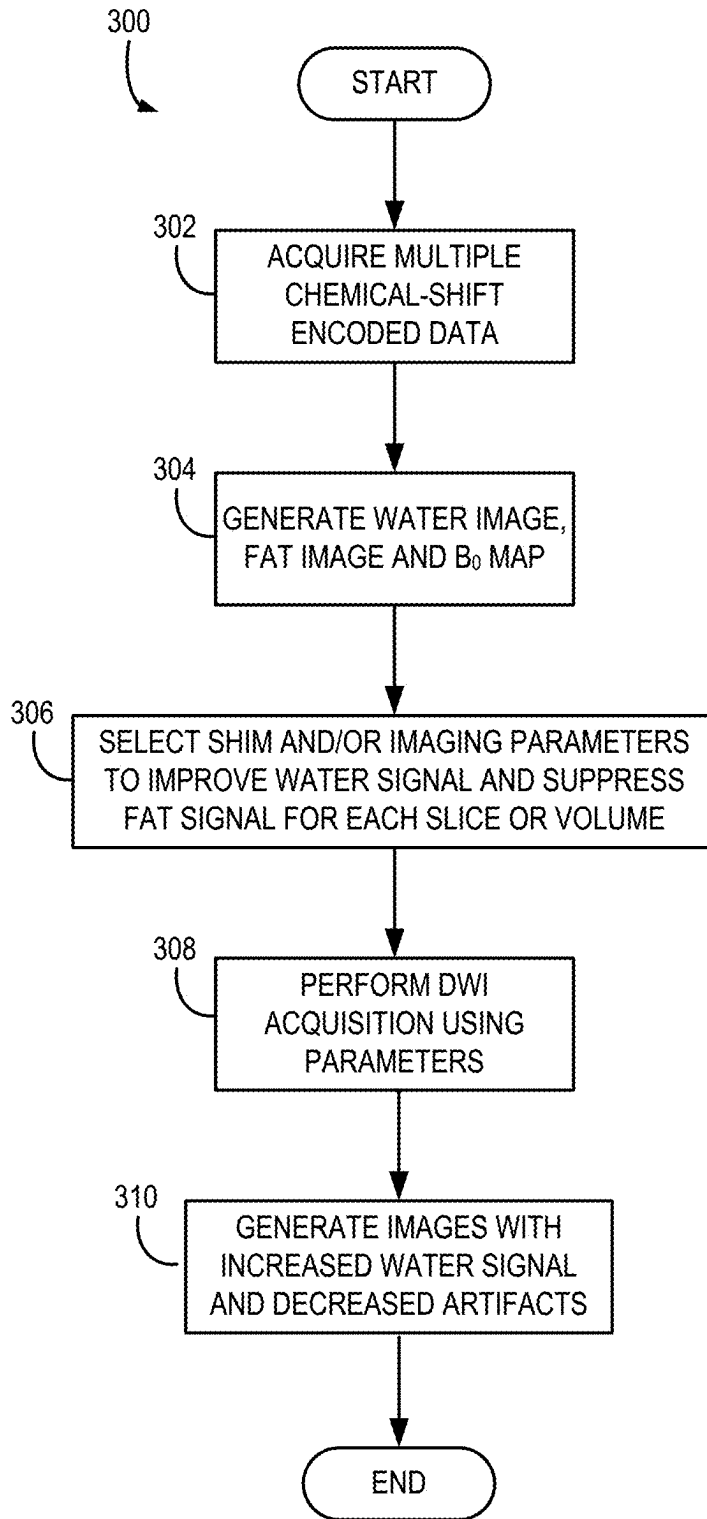 300
START
302
ACQUIRE MULTIPLE
CHEMICAL-SHIFT
ENCODED DATA
304
GENERATE WATER IMAGE,
FAT IMAGE AND B₀ MAP
306
SELECT SHIM AND/OR IMAGING PARAMETERS
TO IMPROVE WATER SIGNAL AND SUPPRESS
FAT SIGNAL FOR EACH SLICE OR VOLUME
308
PERFORM DWI
ACQUISITION USING
PARAMETERS
310
GENERATE IMAGES WITH
INCREASED WATER SIGNAL
AND DECREASED ARTIFACTS
END